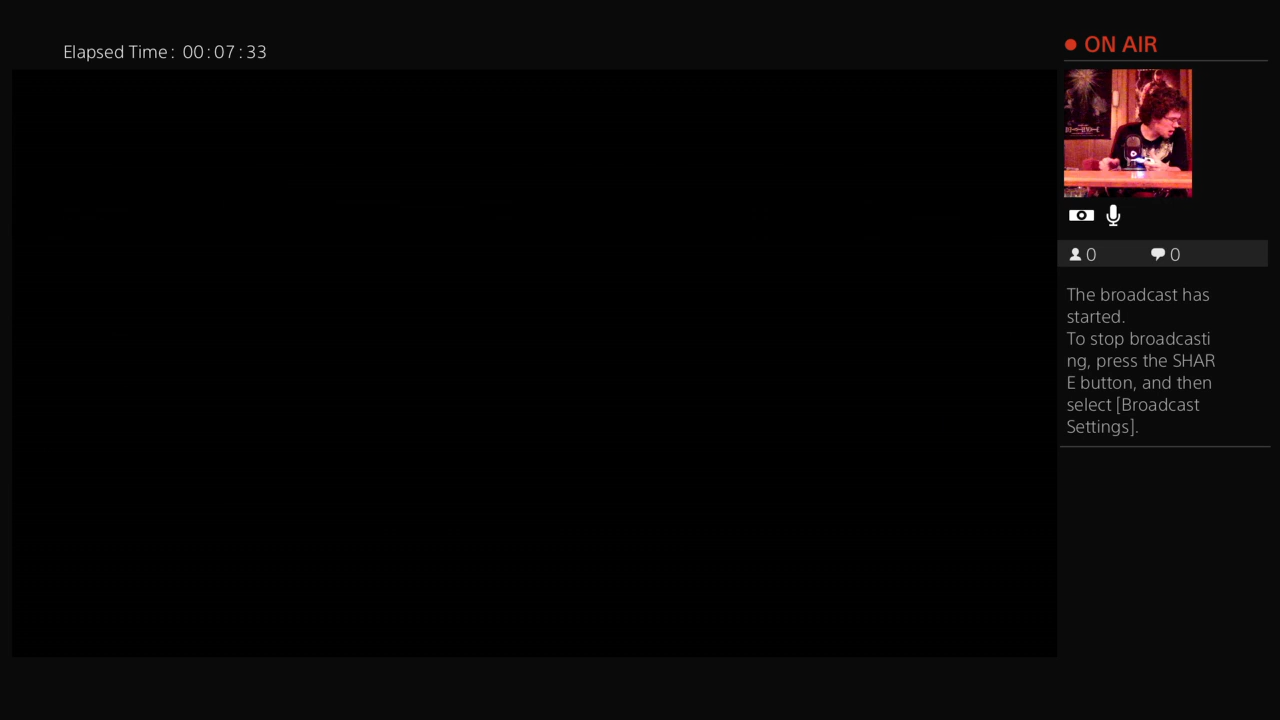 Elapsed Time: 00:07:33
ON AIR
0 0
The broadcast has
started.
To stop broadcasti
ng, press the SHAR
E button, and then
select [Broadcast
Settings].